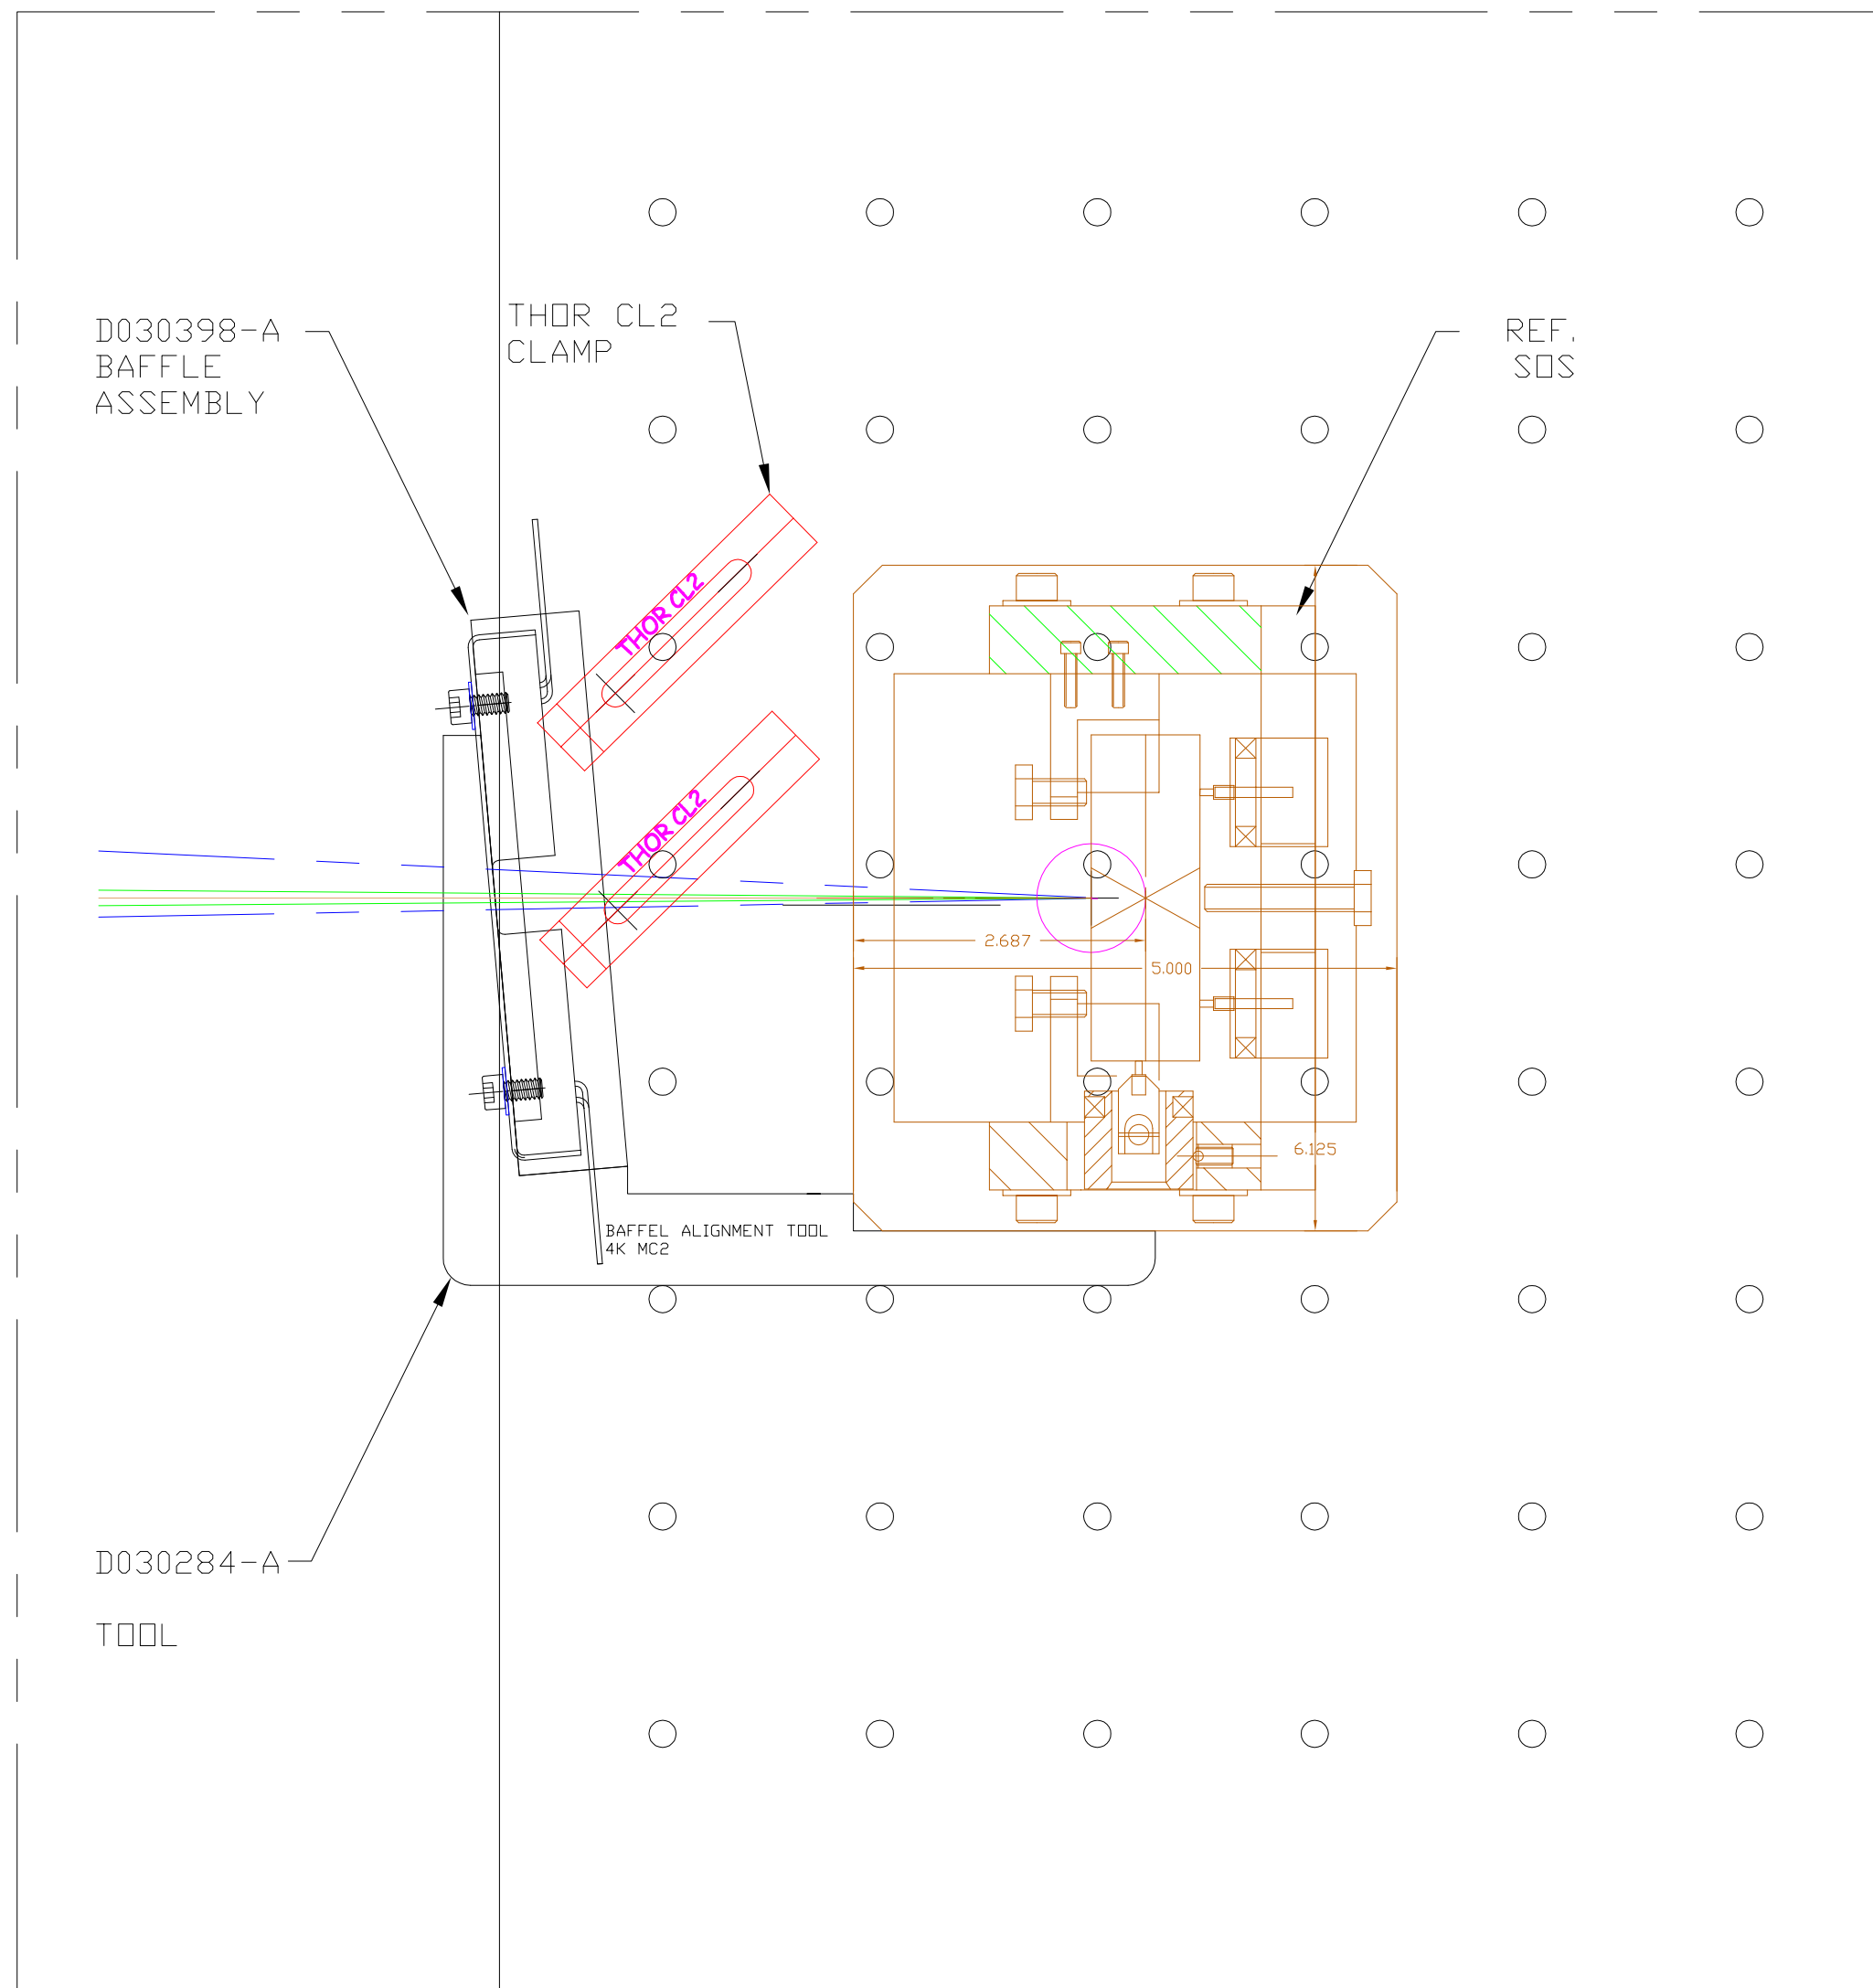 D030398-A
BAFFLE
ASSEMBLY
THOR CL2
CLAMP
REF.
SOS
THOR CL2
THOR CL2
2.687
5.000
6.125
BAFFEL ALIGNMENT TOOL
4K MC2
D030284-A
TOOL